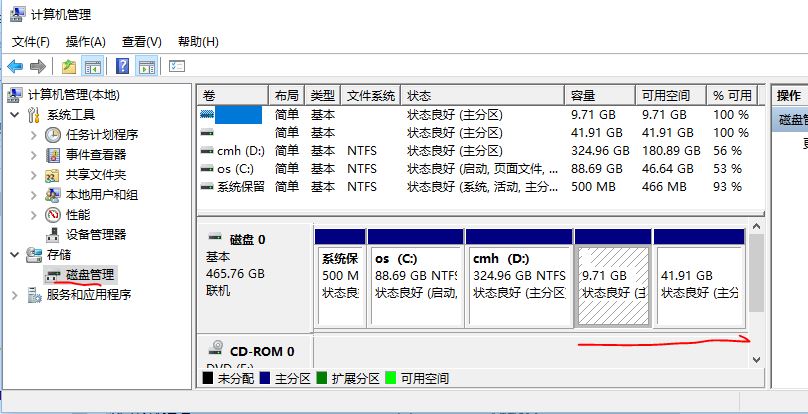 计算机管理
文件(F) 操作(A) 查看(V) 帮助(H)
计算机管理(本地)
系统工具
任务计划程序
事件查看器
共享文件夹
本地用户和组
性能
设备管理器
存储
磁盘管理
服务和应用程序
卷 布局 类型 文件系统 状态 容量 可用空间 % 可用
简单 基本 状态良好 (主分区) 9.71 GB 9.71 GB 100 %
简单 基本 状态良好 (主分区) 41.91 GB 41.91 GB 100 %
cmh (D:) 简单 基本 NTFS 状态良好 (主分区) 324.96 GB 180.89 GB 56 %
os (C:) 简单 基本 NTFS 状态良好 (启动, 页面文件, ... 88.69 GB 46.64 GB 53 %
系统保留 简单 基本 NTFS 状态良好 (系统, 活动, 主分... 500 MB 466 MB 93 %
磁盘 0
基本
465.76 GB
联机
系统保
500 M
状态良
os (C:)
88.69 GB NTF
状态良好 (启动,
cmh (D:)
324.96 GB NTFS
状态良好 (主分区
9.71 GB
状态良好 (主
41.91 GB
状态良好 (主分
CD-ROM 0
未分配 主分区 扩展分区 可用空间
操作
磁盘管